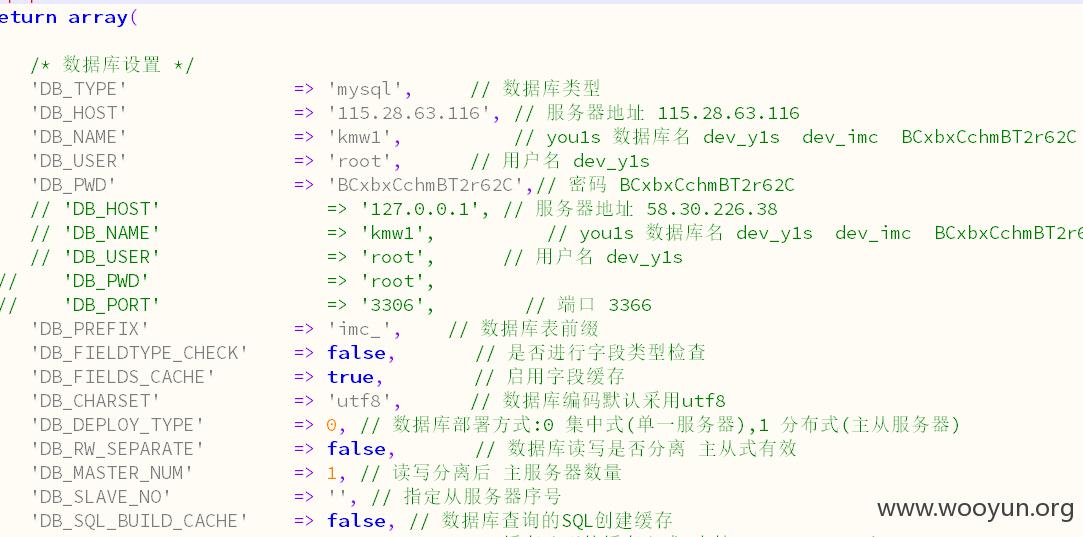 eturn array(
/* 数据库设置 */
'DB_TYPE' => 'mysql', // 数据库类型
'DB_HOST' => '115.28.63.116', // 服务器地址 115.28.63.116
'DB_NAME' => 'kmw1', // you1s 数据库名 dev_y1s dev_imc BCxbxCchmBT2r62C
'DB_USER' => 'root', // 用户名 dev_y1s
'DB_PWD' => 'BCxbxCchmBT2r62C',// 密码 BCxbxCchmBT2r62C
// 'DB_HOST' => '127.0.0.1', // 服务器地址 58.30.226.38
// 'DB_NAME' => 'kmw1', // you1s 数据库名 dev_y1s dev_imc BCxbxCchmBT2r6
// 'DB_USER' => 'root', // 用户名 dev_y1s
// 'DB_PWD' => 'root',
// 'DB_PORT' => '3306', // 端口 3366
'DB_PREFIX' => 'imc_', // 数据库表前缀
'DB_FIELDTYPE_CHECK' => false, // 是否进行字段类型检查
'DB_FIELDS_CACHE' => true, // 启用字段缓存
'DB_CHARSET' => 'utf8', // 数据库编码默认采用utf8
'DB_DEPLOY_TYPE' => 0, // 数据库部署方式:0 集中式(单一服务器),1 分布式(主从服务器)
'DB_RW_SEPARATE' => false, // 数据库读写是否分离 主从式有效
'DB_MASTER_NUM' => 1, // 读写分离后 主服务器数量
'DB_SLAVE_NO' => '', // 指定从服务器序号
'DB_SQL_BUILD_CACHE' => false, // 数据库查询的SQL创建缓存
www.wooyun.org